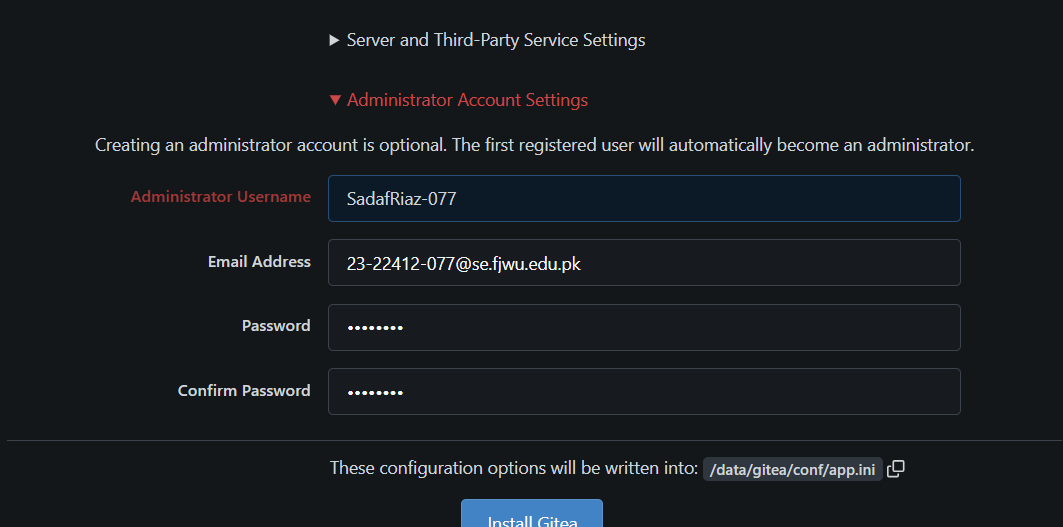 Server and Third-Party Service Settings
Administrator Account Settings
Creating an administrator account is optional. The first registered user will automatically become an administrator.
Administrator Username SadafRiaz-077
Email Address 23-22412-077@se.fjwu.edu.pk
Password ••••••••
Confirm Password ••••••••
These configuration options will be written into: /data/gitea/conf/app.ini
Install Gitea